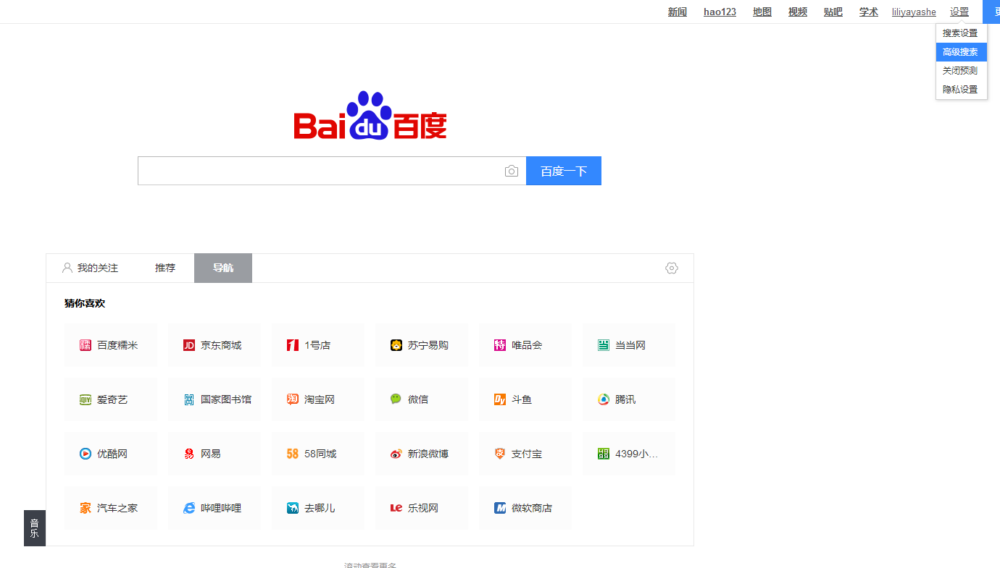 新闻 hao123 地图 视频 贴吧 学术 liliyayashe 设置
搜索设置
高级搜索
关闭预测
隐私设置
Bai du 百度
百度一下
我的关注 推荐 导航
猜你喜欢
百度糯米 京东商城 1号店 苏宁易购 唯品会 当当网
爱奇艺 国家图书馆 淘宝网 微信 斗鱼 腾讯
优酷网 网易 58同城 新浪微博 支付宝 4399小...
汽车之家 哔哩哔哩 去哪儿 乐视网 微软商店
音乐
滚动查看更多